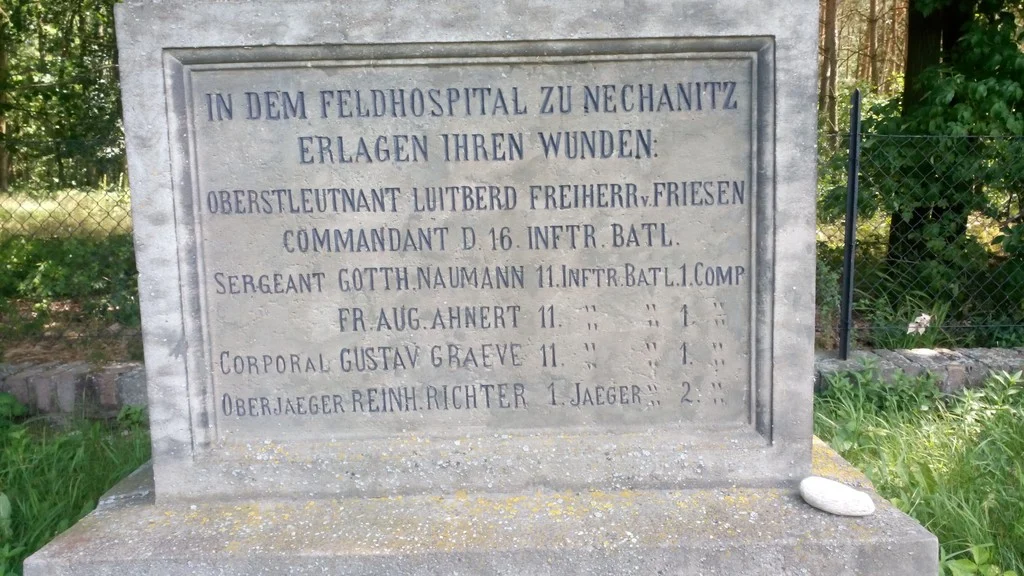 IN DEM FELDHOSPITAL ZU NECHANITZ
ERLAGEN IHREN WUNDEN:
OBERSTLEUTNANT LUITBERD FREIHERR v. FRIESEN
COMMANDANT D. 16. INFTR. BATL.
SERGEANT GOTTH. NAUMANN 11. INFTR. BATL. 1. COMP
FR. AUG. AHNERT 11. " " 1. "
CORPORAL GUSTAV GRAEVE 11. " " 1. "
OBERJAEGER REINH. RICHTER 1. JAEGER " 2. "